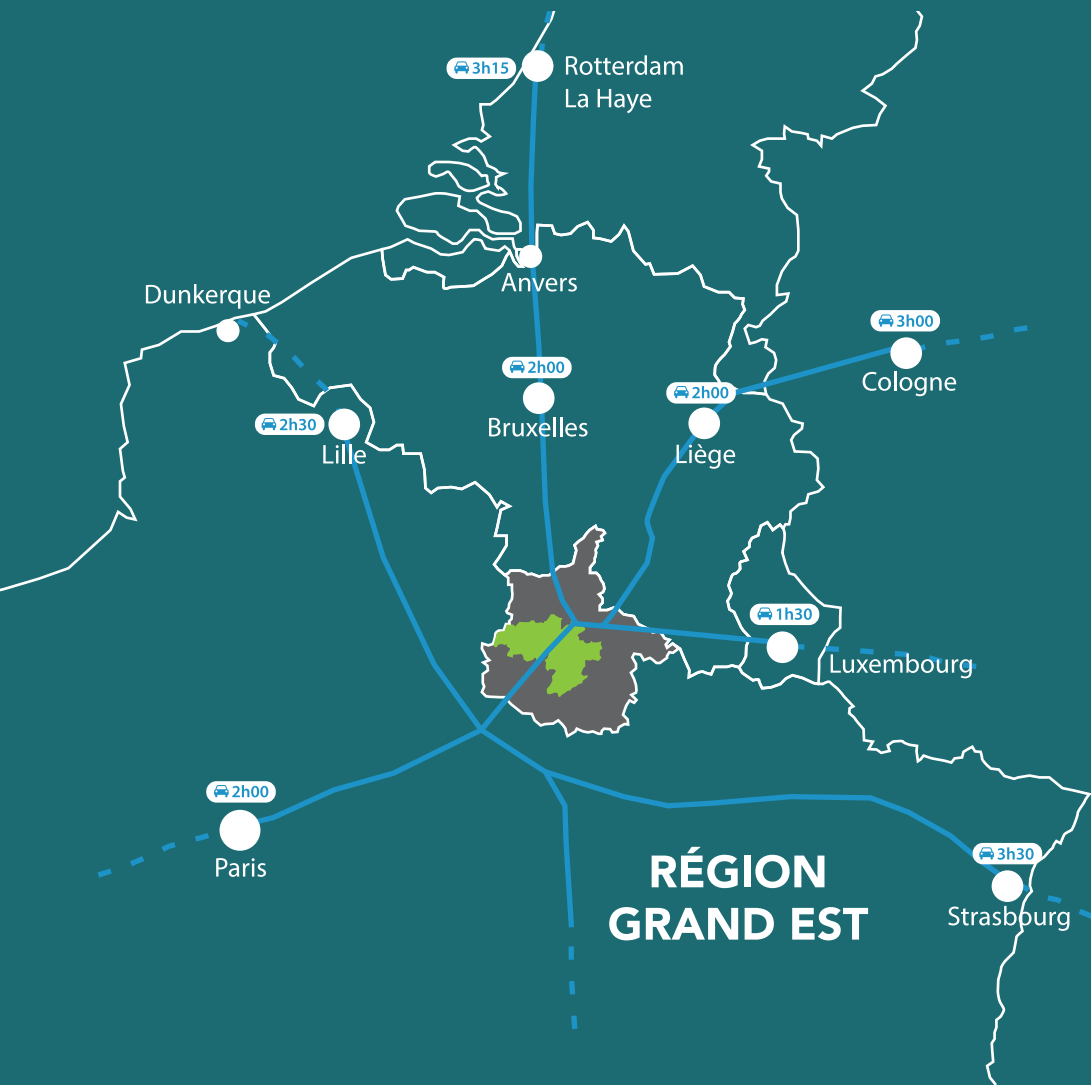 3h15
Rotterdam
La Haye
Anvers
Dunkerque
3h00
Cologne
2h00
Bruxelles
2h00
Liège
2h30
Lille
1h30
Luxembourg
2h00
Paris
RÉGION
GRAND EST
3h30
Strasbourg